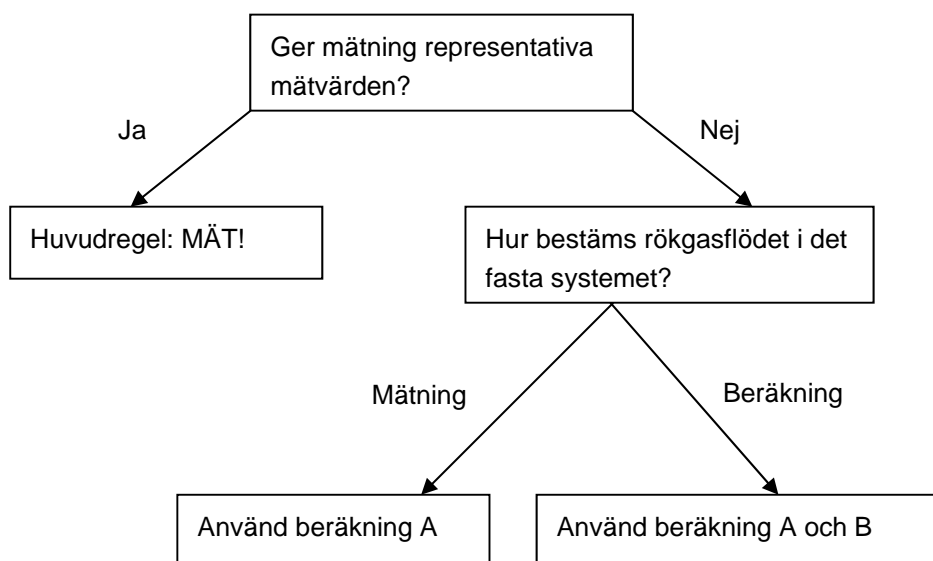 Ger mätning representativa
mätvärden?
Ja
Nej
Huvudregel: MÄT!
Hur bestäms rökgasflödet i det
fasta systemet?
Mätning
Beräkning
Använd beräkning A
Använd beräkning A och B